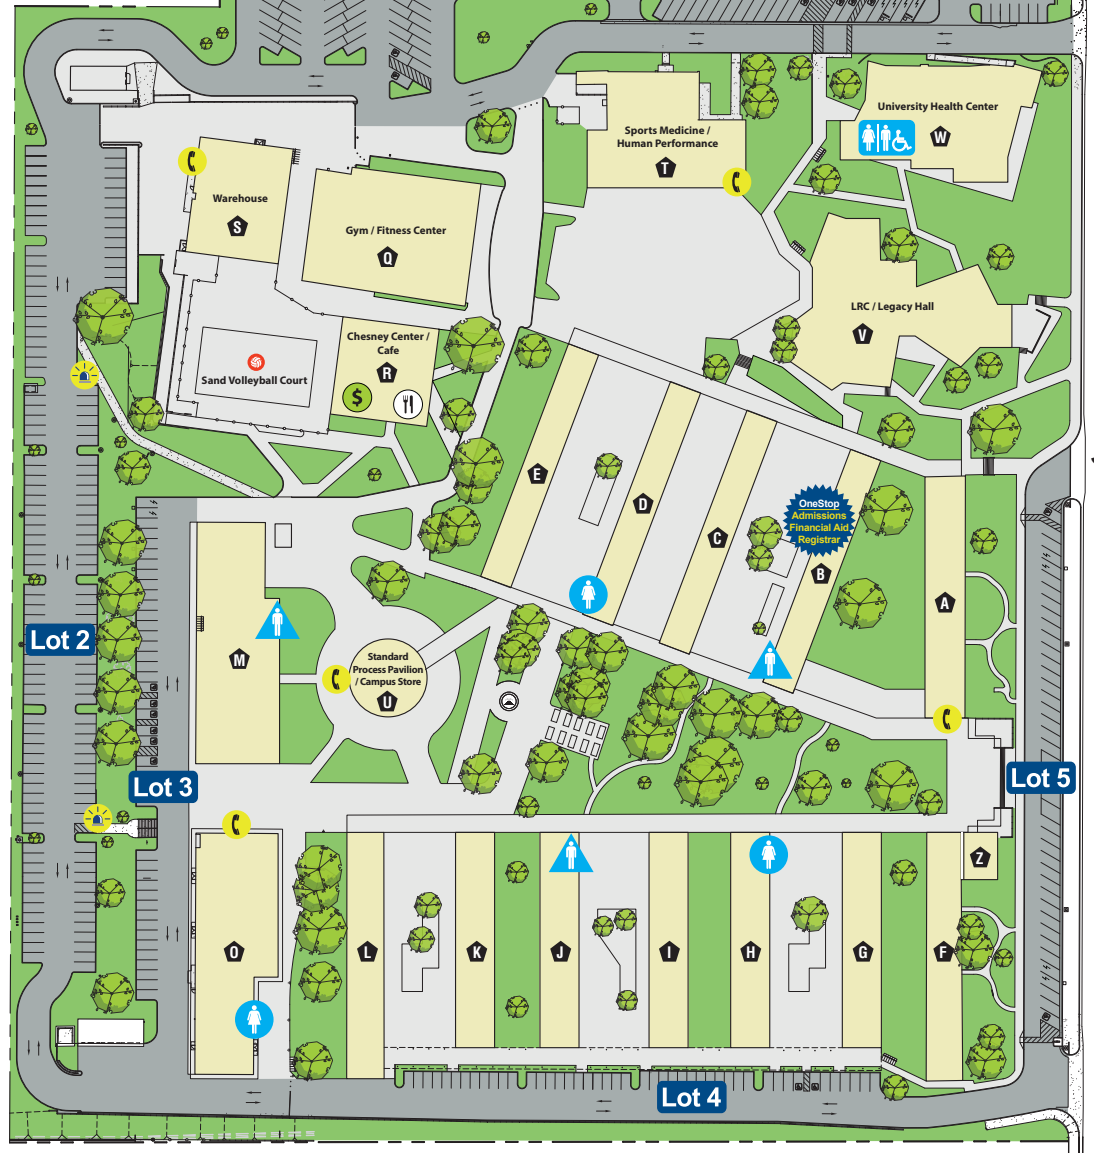 University Health Center
W
Sports Medicine /
Human Performance
T
Warehouse
S
Gym / Fitness Center
Q
LRC / Legacy Hall
V
Chesney Center /
Cafe
R
$
Sand Volleyball Court
E
D
C
OneStop
Admissions
Financial Aid
Registrar
B
A
Lot 2
M
Standard
Process Pavilion
/ Campus Store
U
Lot 3
Lot 5
Z
O
L
K
J
I
H
G
F
Lot 4